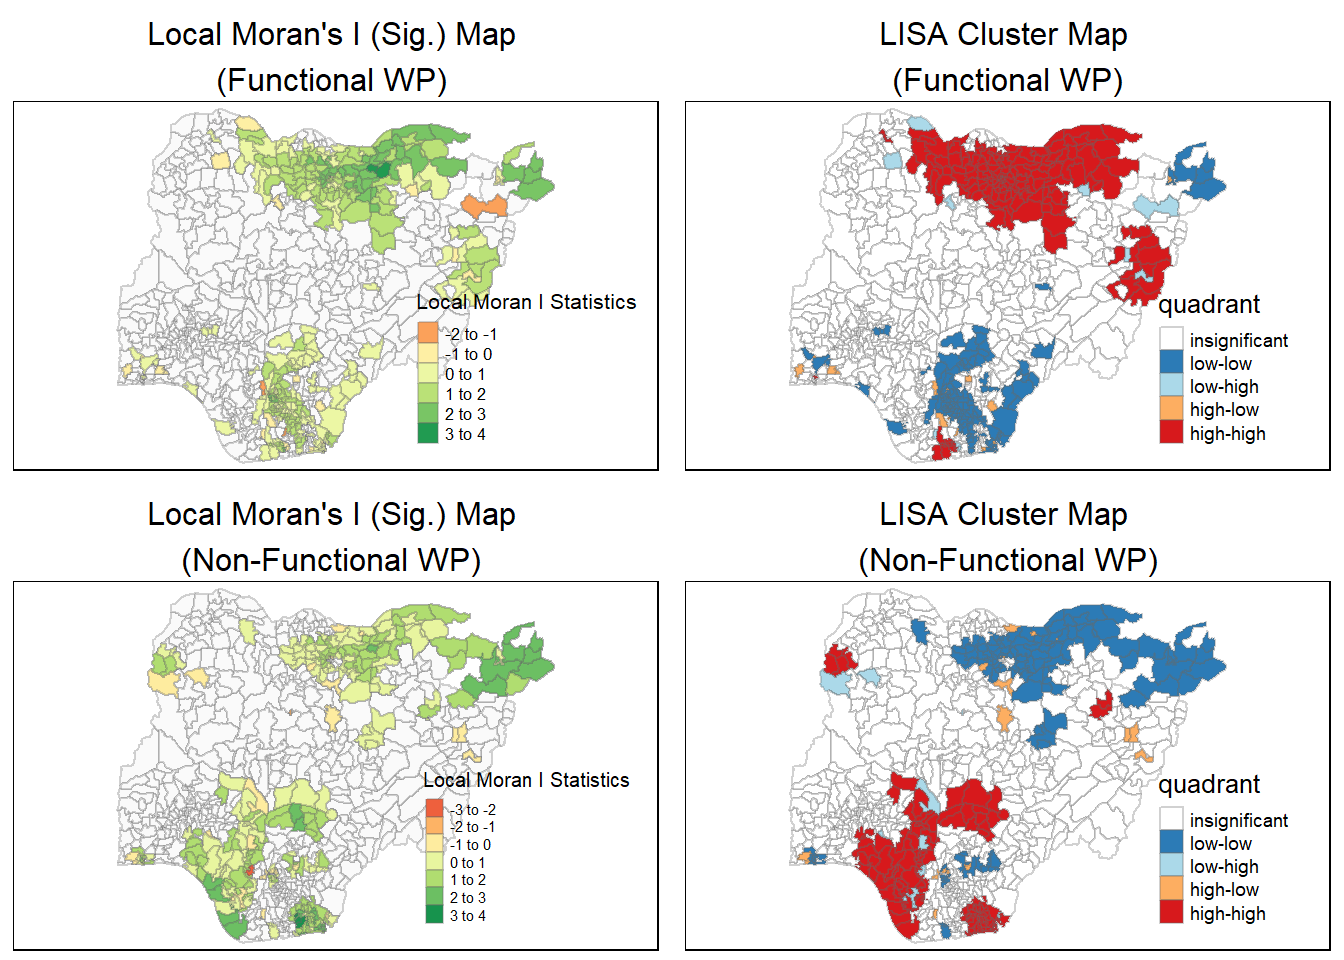 Local Moran's I (Sig.) Map
(Functional WP)
Local Moran I Statistics
-2 to -1
-1 to 0
0 to 1
1 to 2
2 to 3
3 to 4
LISA Cluster Map
(Functional WP)
quadrant
insignificant
low-low
low-high
high-low
high-high
Local Moran's I (Sig.) Map
(Non-Functional WP)
Local Moran I Statistics
-3 to -2
-2 to -1
-1 to 0
0 to 1
1 to 2
2 to 3
3 to 4
LISA Cluster Map
(Non-Functional WP)
quadrant
insignificant
low-low
low-high
high-low
high-high